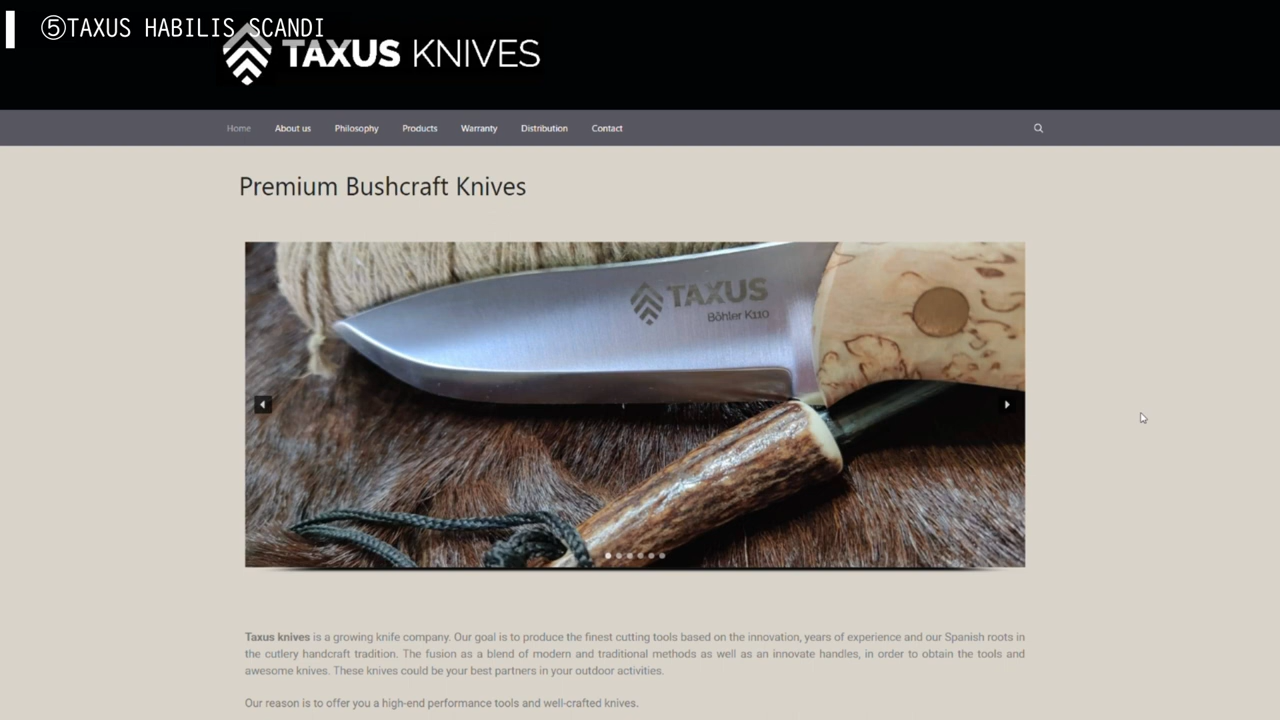 ⑤TAXUS HABILIS SCANDI
TAXUS KNIVES
Home About us Philosophy Products Warranty Distribution Contact
Premium Bushcraft Knives
TAXUS
Böhler K110
Taxus knives is a growing knife company. Our goal is to produce the finest cutting tools based on the innovation, years of experience and our Spanish roots in
the cutlery handcraft tradition. The fusion as a blend of modern and traditional methods as well as an innovate handles, in order to obtain the tools and
awesome knives. These knives could be your best partners in your outdoor activities.
Our reason is to offer you a high-end performance tools and well-crafted knives.